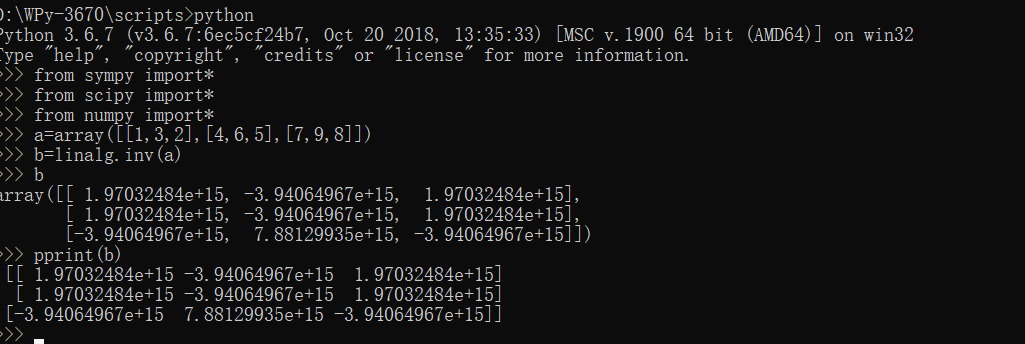 D:\WPy-3670\scripts>python
Python 3.6.7 (v3.6.7:6ec5cf24b7, Oct 20 2018, 13:35:33) [MSC v.1900 64 bit (AMD64)] on win32
Type "help", "copyright", "credits" or "license" for more information.
>>> from sympy import*
>>> from scipy import*
>>> from numpy import*
>>> a=array([[1,3,2],[4,6,5],[7,9,8]])
>>> b=linalg.inv(a)
>>> b
array([[ 1.97032484e+15, -3.94064967e+15,  1.97032484e+15],
       [ 1.97032484e+15, -3.94064967e+15,  1.97032484e+15],
       [-3.94064967e+15,  7.88129935e+15, -3.94064967e+15]])
>>> pprint(b)
[[ 1.97032484e+15 -3.94064967e+15  1.97032484e+15]
 [ 1.97032484e+15 -3.94064967e+15  1.97032484e+15]
[-3.94064967e+15  7.88129935e+15 -3.94064967e+15]]
>>>